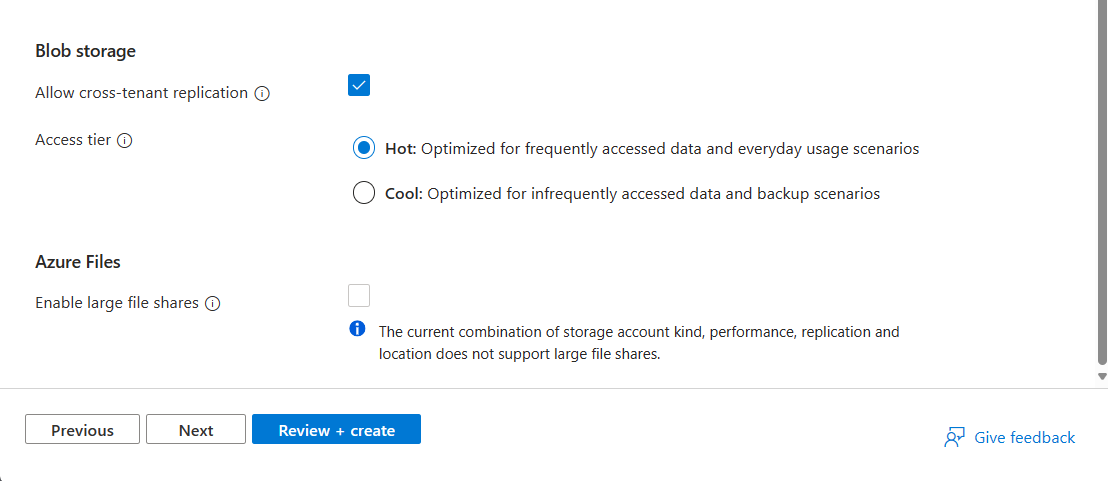 Blob storage
Allow cross-tenant replication
Access tier
Hot: Optimized for frequently accessed data and everyday usage scenarios
Cool: Optimized for infrequently accessed data and backup scenarios
Azure Files
Enable large file shares
The current combination of storage account kind, performance, replication and
location does not support large file shares.
Previous
Next
Review + create
Give feedback